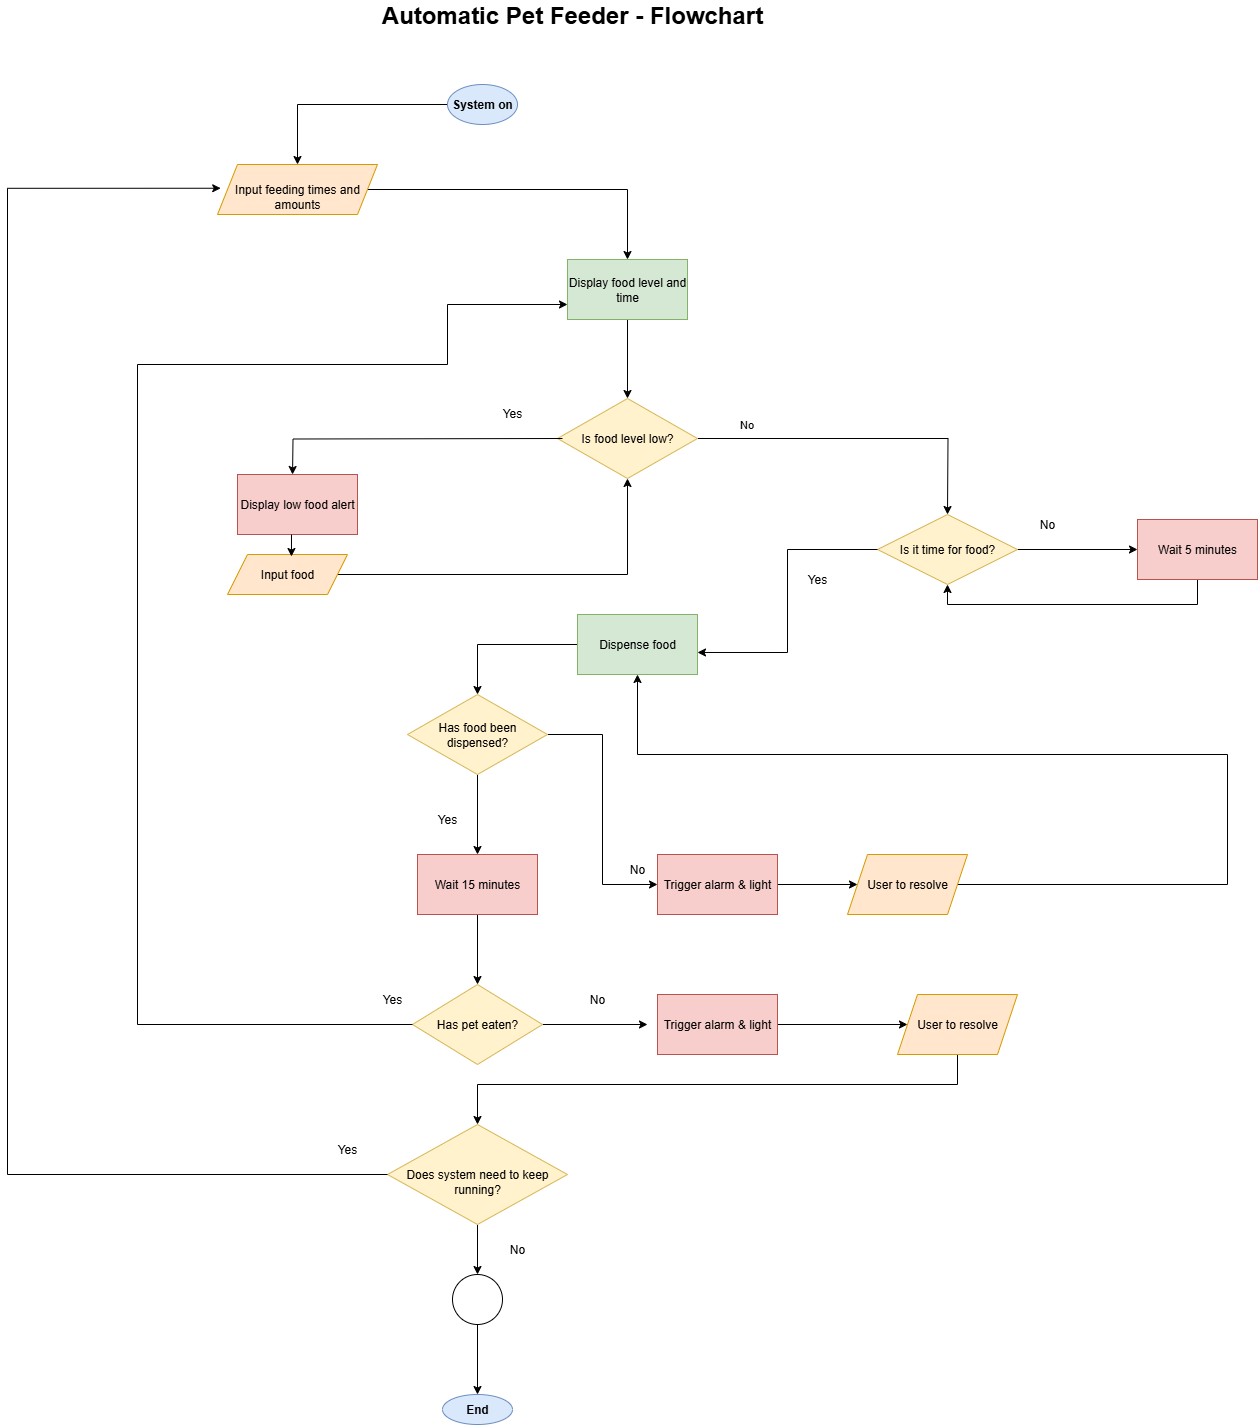 Automatic Pet Feeder - Flowchart
System on
Input feeding times and
amounts
Display food level and
time
Yes
Is food level low?
No
Display low food alert
Input food
Is it time for food?
No
Wait 5 minutes
Yes
Dispense food
Has food been
dispensed?
Yes
No
Wait 15 minutes
Trigger alarm & light
User to resolve
Yes
Has pet eaten?
No
Trigger alarm & light
User to resolve
Yes
Does system need to keep
running?
No
End